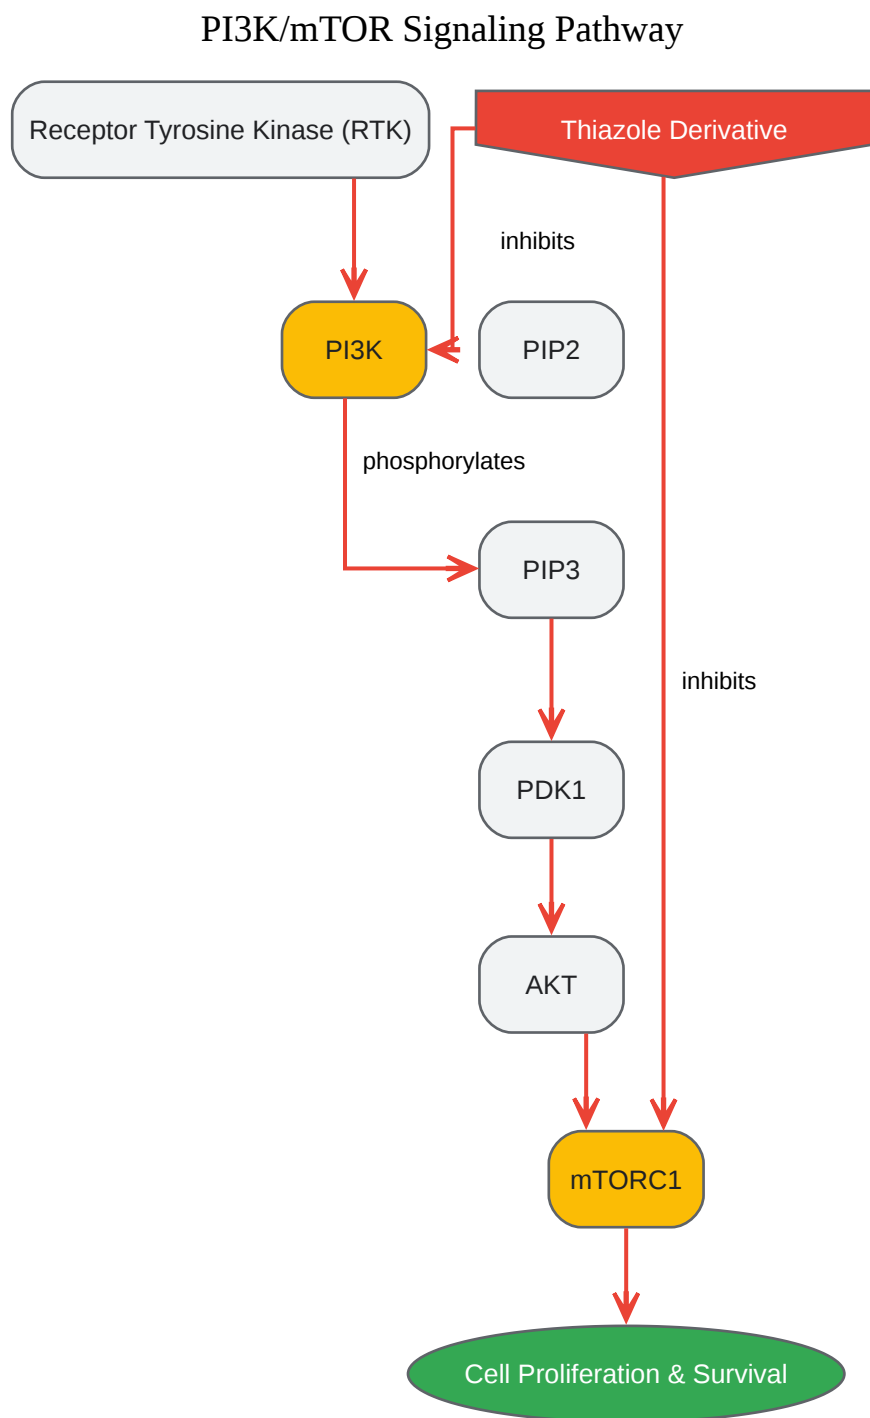 PI3K/mTOR Signaling Pathway
Receptor Tyrosine Kinase (RTK)
Thiazole Derivative
inhibits
PI3K
PIP2
phosphorylates
PIP3
inhibits
PDK1
AKT
mTORC1
Cell Proliferation & Survival